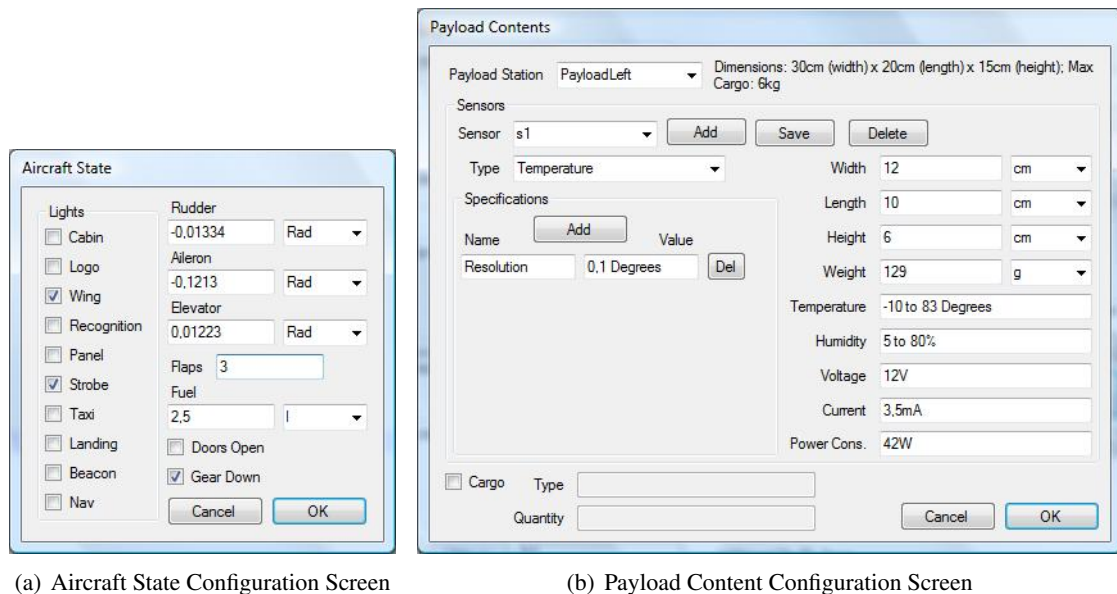 Aircraft State
Lights
Cabin
Logo
Wing
Recognition
Panel
Strobe
Taxi
Landing
Beacon
Nav
Rudder
-0,01334 Rad
Aileron
-0,1213 Rad
Elevator
0,01223 Rad
Flaps 3
Fuel
2,5 l
Doors Open
Gear Down
Cancel OK
(a) Aircraft State Configuration Screen
Payload Contents
Payload Station PayloadLeft Dimensions: 30cm (width) x 20cm (length) x 15cm (height); Max
Cargo: 6kg
Sensors
Sensor s1 Add Save Delete
Type Temperature
Specifications
Name Add Value
Resolution 0,1 Degrees Del
Width 12 cm
Length 10 cm
Height 6 cm
Weight 129 g
Temperature -10 to 83 Degrees
Humidity 5 to 80%
Voltage 12V
Current 3,5mA
Power Cons. 42W
Cargo Type
Quantity
Cancel OK
(b) Payload Content Configuration Screen